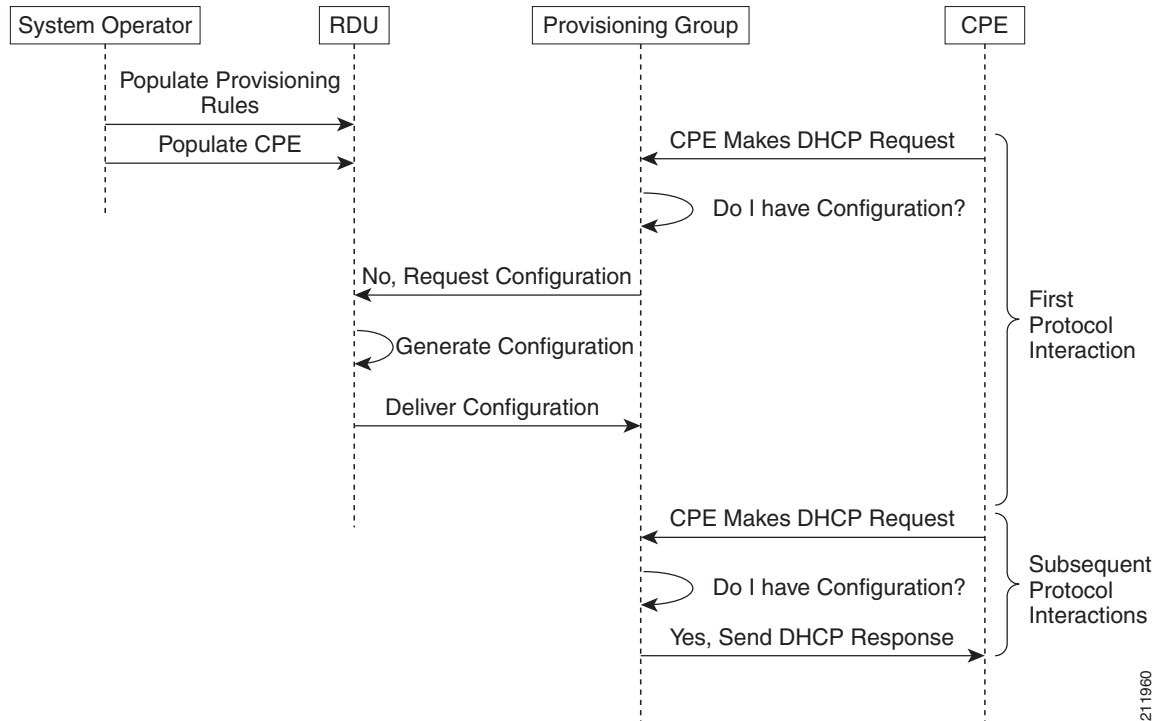 System Operator
RDU
Provisioning Group
CPE
Populate Provisioning
Rules
Populate CPE
CPE Makes DHCP Request
Do I have Configuration?
No, Request Configuration
Generate Configuration
Deliver Configuration
First
Protocol
Interaction
CPE Makes DHCP Request
Do I have Configuration?
Yes, Send DHCP Response
Subsequent
Protocol
Interactions
211960